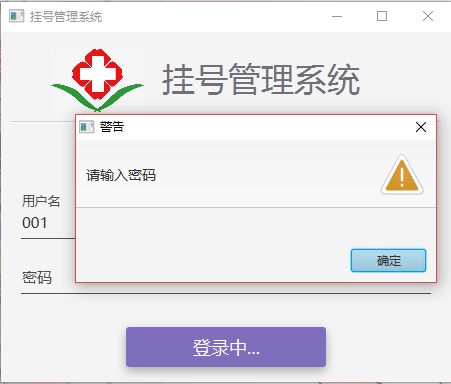 挂号管理系统
挂号管理系统
警告
请输入密码
确定
用户名
001
密码
登录中...